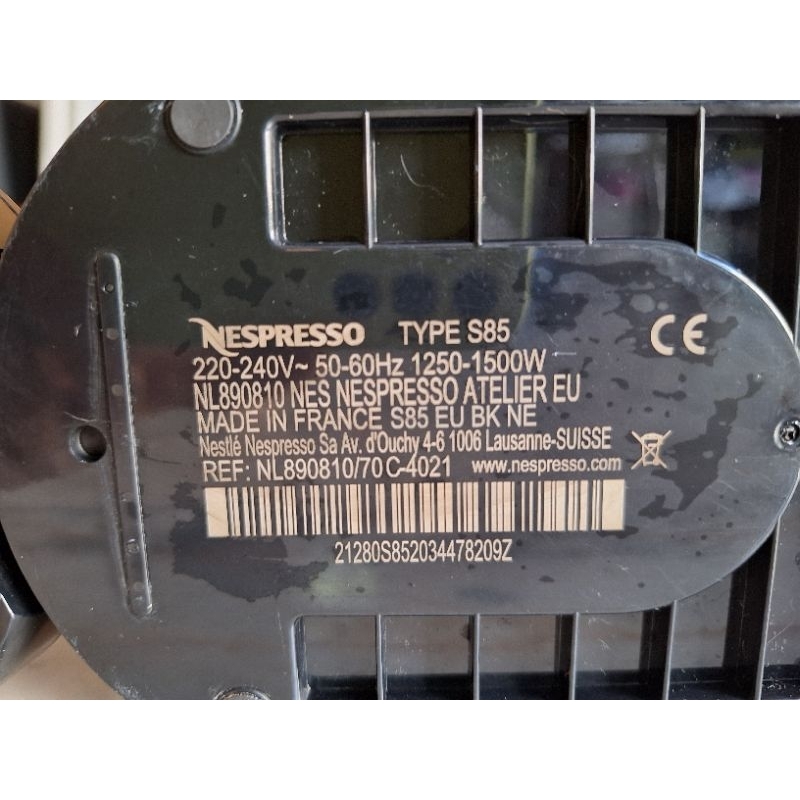 NESPRESSO TYPE S85 CE
220-240V~ 50-60Hz 1250-1500W
NL890810 NES NESPRESSO ATELIER EU
MADE IN FRANCE S85 EU BK NE
Nestlé Nespresso Sa Av. d'Ouchy 4-6 1006 Lausanne-SUISSE
REF: NL890810/70 C-4021 www.nespresso.com
21280S852034478209Z